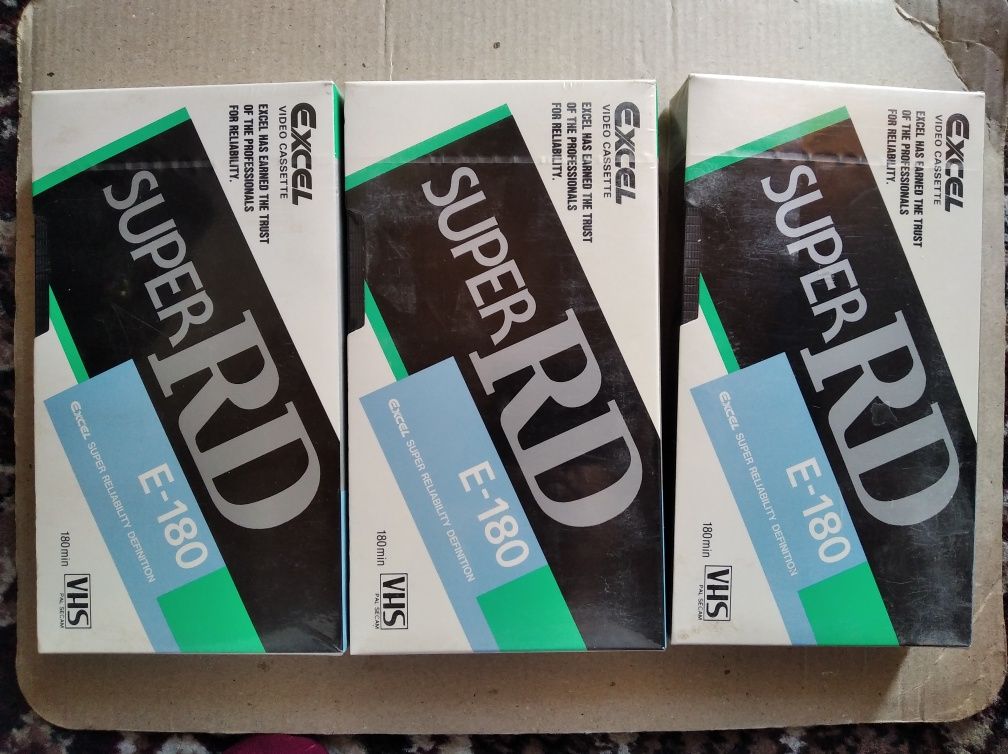 EXCEL
VIDEO CASSETTE
EXCEL HAS EARNED THE TRUST
OF THE PROFESSIONALS
FOR RELIABILITY.
SUPER RD
E-180
EXCEL SUPER RELIABILITY DEFINITION
180min
VHS
PAL SECAM
EXCEL
VIDEO CASSETTE
EXCEL HAS EARNED THE TRUST
OF THE PROFESSIONALS
FOR RELIABILITY.
SUPER RD
E-180
EXCEL SUPER RELIABILITY DEFINITION
180min
VHS
PAL SECAM
EXCEL
VIDEO CASSETTE
EXCEL HAS EARNED THE TRUST
OF THE PROFESSIONALS
FOR RELIABILITY.
SUPER RD
E-180
EXCEL SUPER RELIABILITY DEFINITION
180min
VHS
PAL SECAM